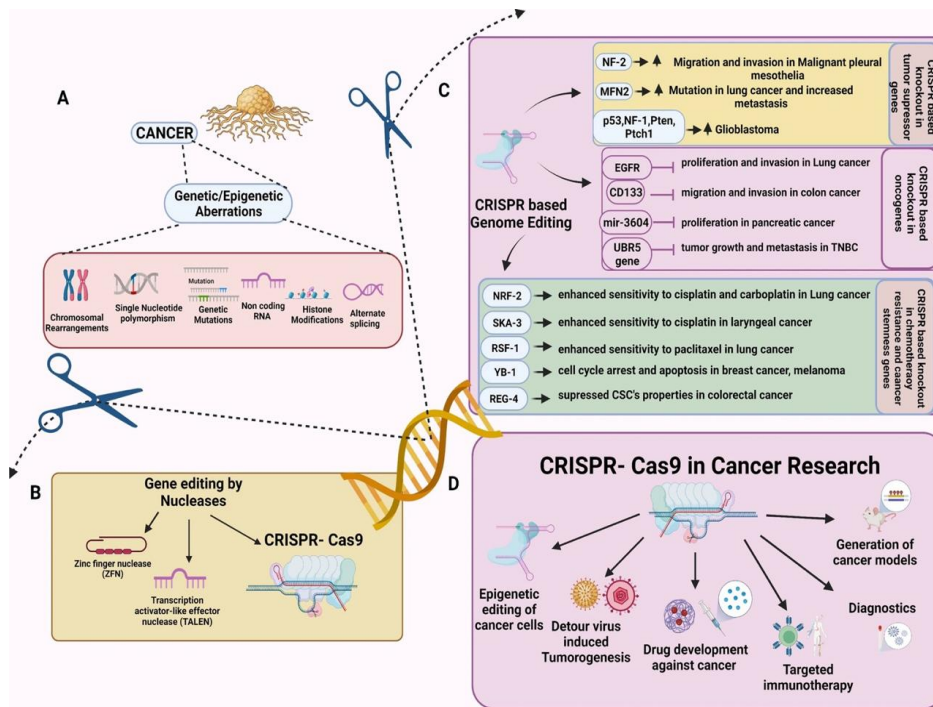 A
CANCER
Genetic/Epigenetic
Aberrations
Chromosomal
Rearrangements
Single Nucleotide
polymorphism
Mutation
Genetic
Mutations
Non coding
RNA
Histone
Modifications
Alternate
splicing
B
Gene editing by
Nucleases
Zinc finger nuclease
(ZFN)
Transcription
activator-like effector
nuclease (TALEN)
CRISPR- Cas9
C
CRISPR based
Genome Editing
NF-2
Migration and invasion in Malignant pleural
mesothelia
MFN2
Mutation in lung cancer and increased
metastasis
p53,NF-1,Pten,
Ptch1
Glioblastoma
CRISPR based
knockout in
tumor supressor
genes
EGFR
proliferation and invasion in Lung cancer
CD133
migration and invasion in colon cancer
mir-3604
proliferation in pancreatic cancer
UBR5
gene
tumor growth and metastasis in TNBC
CRISPR based
knockout in
oncogenes
NRF-2
enhanced sensitivity to cisplatin and carboplatin in Lung cancer
SKA-3
enhanced sensitivity to cisplatin in laryngeal cancer
RSF-1
enhanced sensitivity to paclitaxel in lung cancer
YB-1
cell cycle arrest and apoptosis in breast cancer, melanoma
REG-4
supressed CSC's properties in colorectal cancer
CRISPR based knockout
in chemotheraoy
resistance and caancer
stemness genes
D
CRISPR- Cas9 in Cancer Research
Epigenetic
editing of
cancer cells
Detour virus
induced
Tumorogenesis
Drug development
against cancer
Targeted
immunotherapy
Diagnostics
Generation of
cancer models